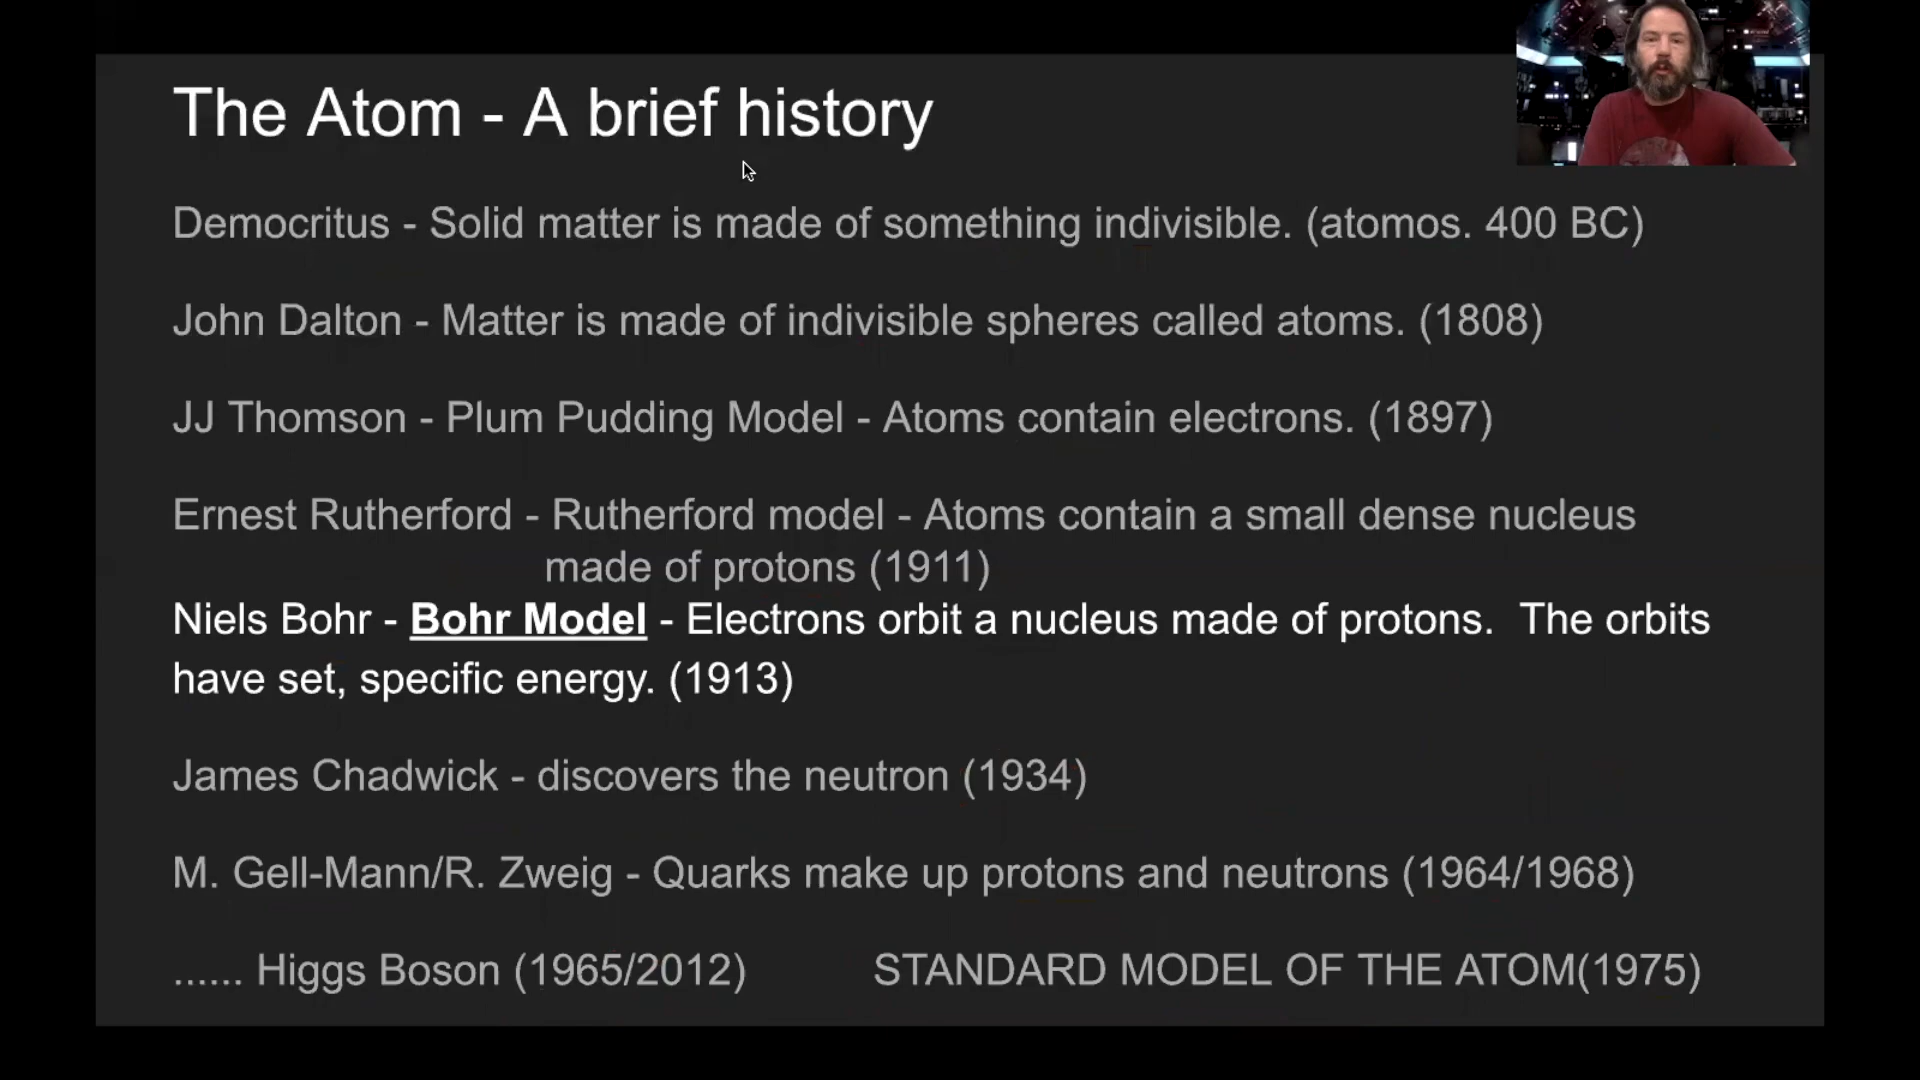 The Atom - A brief history
Democritus - Solid matter is made of something indivisible. (atomos. 400 BC)
John Dalton - Matter is made of indivisible spheres called atoms. (1808)
JJ Thomson - Plum Pudding Model - Atoms contain electrons. (1897)
Ernest Rutherford - Rutherford model - Atoms contain a small dense nucleus
made of protons (1911)
Niels Bohr - Bohr Model - Electrons orbit a nucleus made of protons.  The orbits
have set, specific energy. (1913)
James Chadwick - discovers the neutron (1934)
M. Gell-Mann/R. Zweig - Quarks make up protons and neutrons (1964/1968)
...... Higgs Boson (1965/2012) STANDARD MODEL OF THE ATOM(1975)